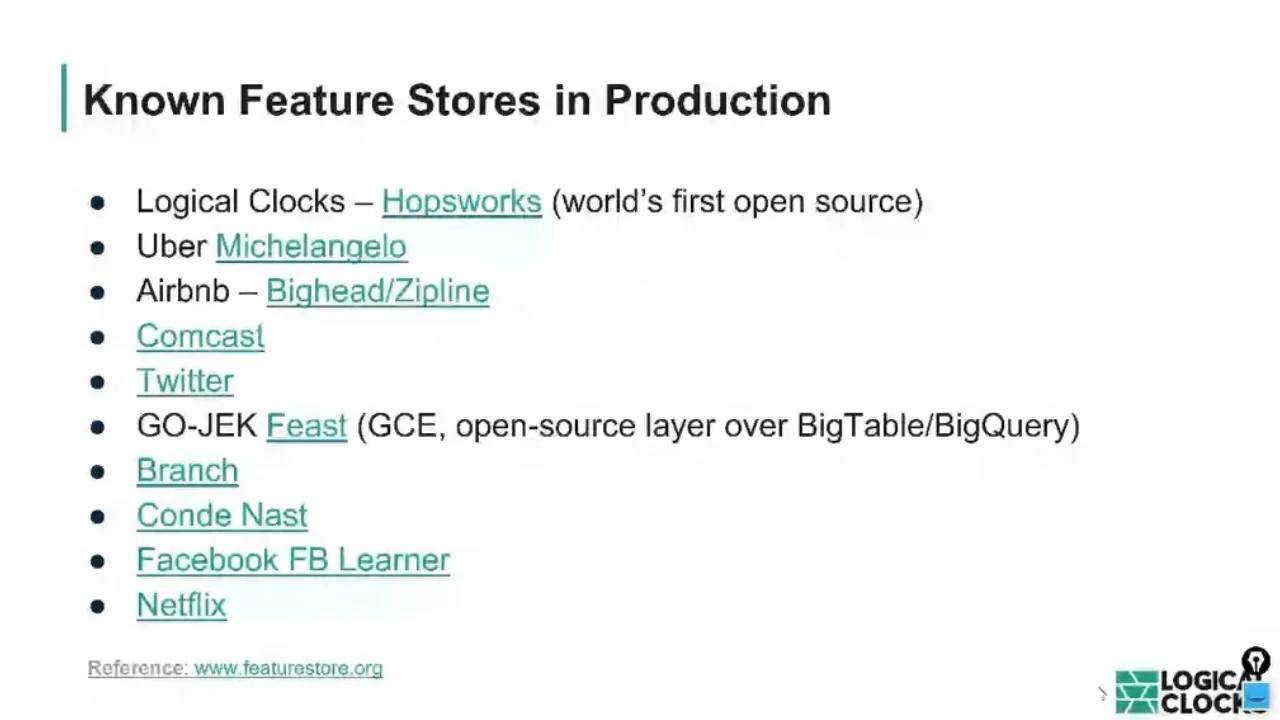 Known Feature Stores in Production
● Logical Clocks – Hopsworks (world's first open source)
● Uber Michelangelo
● Airbnb – Bighead/Zipline
● Comcast
● Twitter
● GO-JEK Feast (GCE, open-source layer over BigTable/BigQuery)
● Branch
● Conde Nast
● Facebook FB Learner
● Netflix
Reference: www.featurestore.org
LOGICAL
CLOCKS